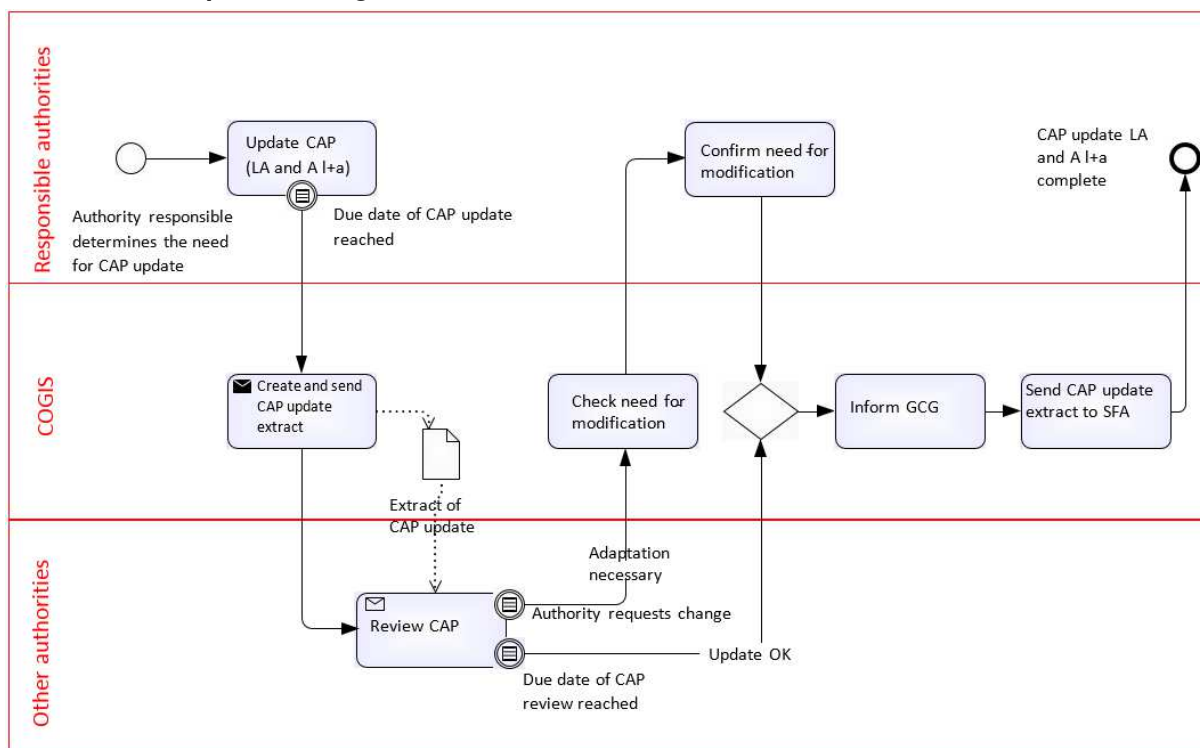 Responsible authorities
Update CAP
(LA and A l+a)
Authority responsible
determines the need
for CAP update
Due date of CAP update
reached
Confirm need for
modification
CAP update LA
and A l+a
complete
COGIS
Create and send
CAP update
extract
Extract of
CAP update
Check need for
modification
Inform GCG
Send CAP update
extract to SFA
Other authorities
Review CAP
Adaptation
necessary
Authority requests change
Update OK
Due date of CAP
review reached